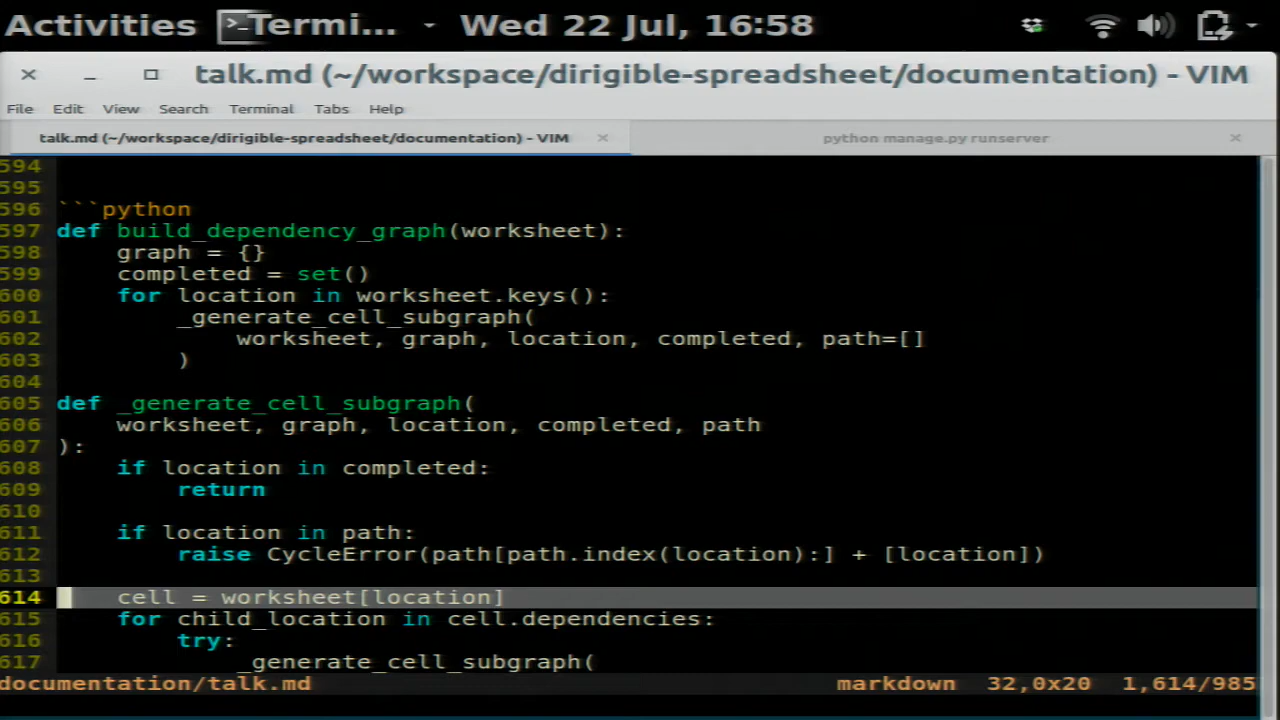 Activities >_ Termi... Wed 22 Jul, 16:58
talk.md (~/workspace/dirigible-spreadsheet/documentation) - VIM
File Edit View Search Terminal Tabs Help
talk.md (~/workspace/dirigible-spreadsheet/documentation) - VIM × python manage.py runserver ×
594
595
596 ```python
597 def build_dependency_graph(worksheet):
598     graph = {}
599     completed = set()
600     for location in worksheet.keys():
601         _generate_cell_subgraph(
602             worksheet, graph, location, completed, path=[]
603         )
604
605 def _generate_cell_subgraph(
606     worksheet, graph, location, completed, path
607 ):
608     if location in completed:
609         return
610
611     if location in path:
612         raise CycleError(path[path.index(location):] + [location])
613
614     cell = worksheet[location]
615     for child_location in cell.dependencies:
616         try:
617             _generate_cell_subgraph(
documentation/talk.md markdown 32,0x20 1,614/985